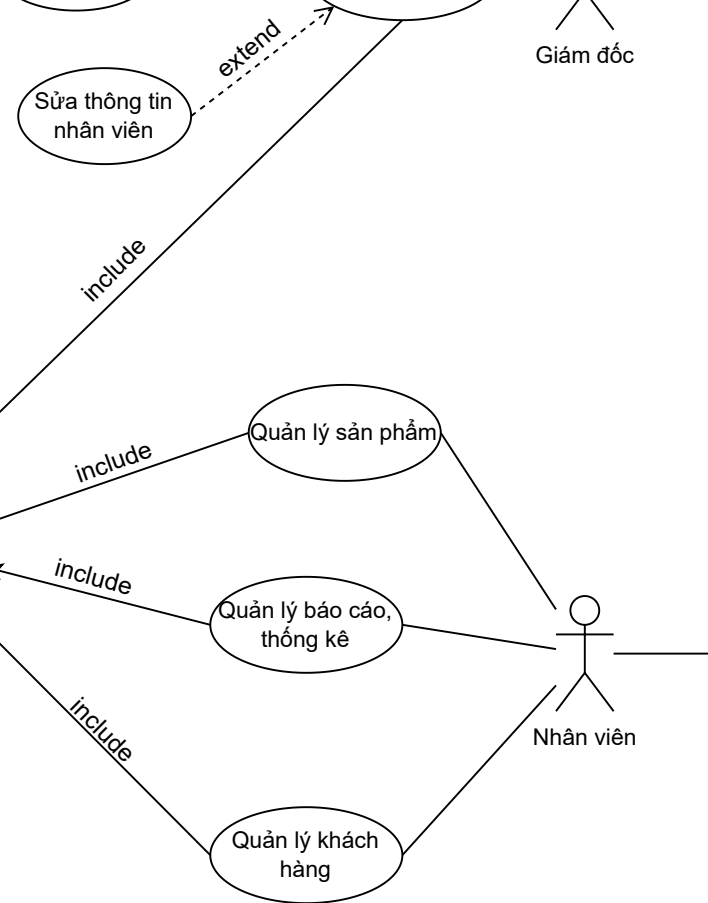 extend
Giám đốc
Sửa thông tin
nhân viên
include
Quản lý sản phẩm
include
include
Quản lý báo cáo,
thống kê
include
Nhân viên
Quản lý khách
hàng